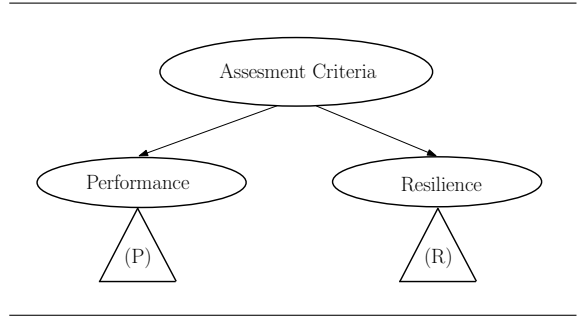 Assesment Criteria
Performance
Resilience
(P)
(R)